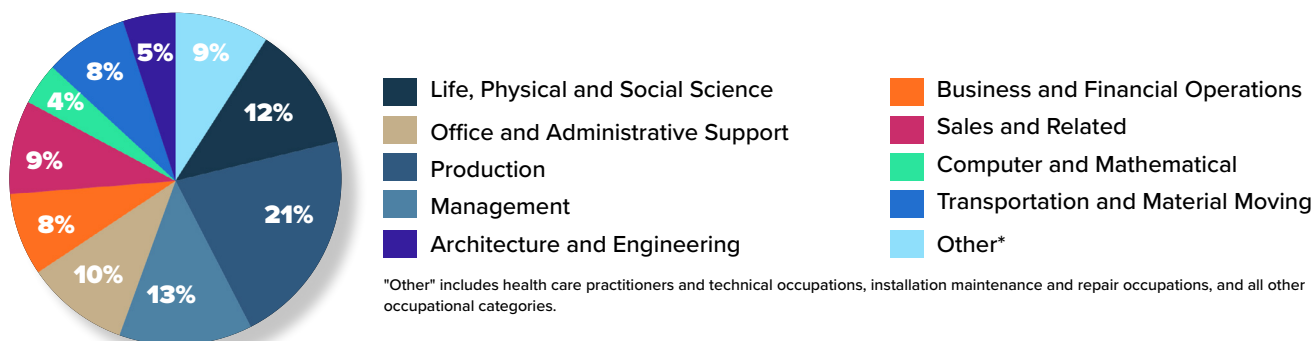 5%
9%
8%
12%
4%
9%
21%
8%
10%
13%
Life, Physical and Social Science
Office and Administrative Support
Production
Management
Architecture and Engineering
Business and Financial Operations
Sales and Related
Computer and Mathematical
Transportation and Material Moving
Other*
"Other" includes health care practitioners and technical occupations, installation maintenance and repair occupations, and all other
occupational categories.